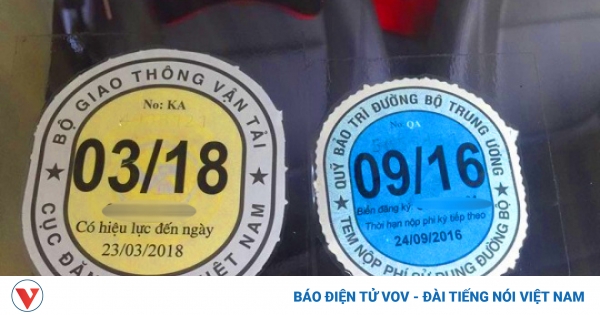 BỘ GIAO THÔNG VẬN TẢI
No: KA
03/18
Có hiệu lực đến ngày
23/03/2018
CỤC ĐĂNG VIỆT NAM
QUỸ BẢO TRÌ ĐƯỜNG BỘ TRUNG ƯƠNG
No: QA
09/16
Biển đăng ký:
Thời hạn nộp phí kỳ tiếp theo
24/09/2016
TEM NỘP PHÍ SỬ DỤNG ĐƯỜNG BỘ
BÁO ĐIỆN TỬ VOV - ĐÀI TIẾNG NÓI VIỆT NAM